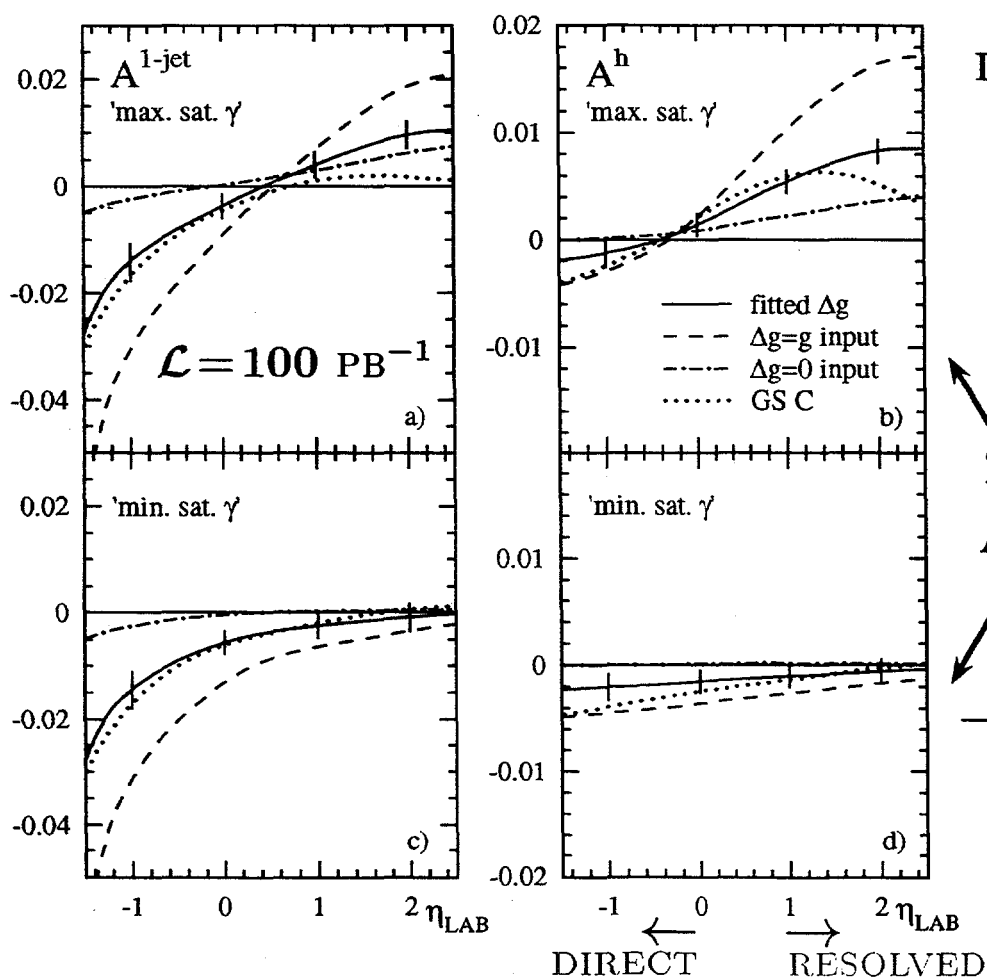 A^1-jet
'max. sat. γ'
0.02
0
-0.02
-0.04
ℒ = 100 PB⁻¹
a)
0.02
A^h
'max. sat. γ'
0.01
0
-0.01
fitted Δg
Δg=g input
Δg=0 input
GS C
b)
'min. sat. γ'
0.02
0
-0.02
-0.04
c)
-1 0 1 2 η_LAB
'min. sat. γ'
0.01
0
-0.01
-0.02
d)
-1 0 1 2 η_LAB
← →
DIRECT RESOLVED